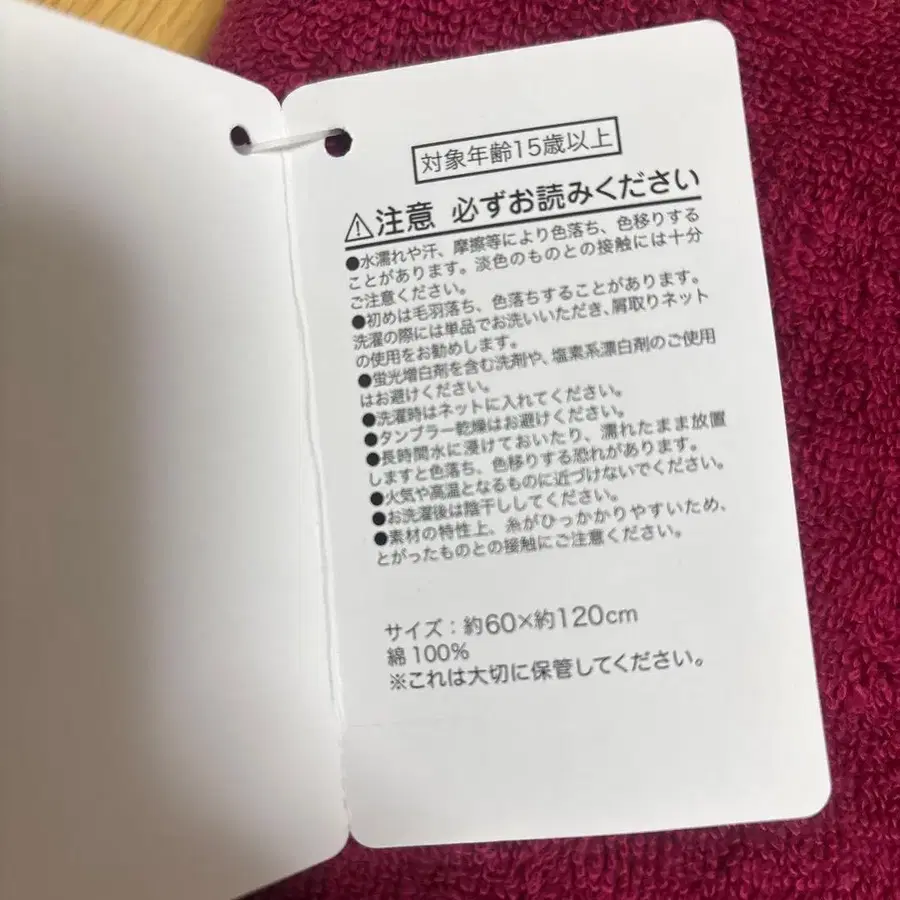 対象年齢15歳以上
⚠注意 必ずお読みください
●水濡れや汗、摩擦等により色落ち、色移りする
ことがあります。淡色のものとの接触には十分
ご注意ください。
●初めは毛羽落ち、色落ちすることがあります。
洗濯の際には単品でお洗いいただき、屑取りネット
の使用をお勧めします。
●蛍光増白剤を含む洗剤や、塩素系漂白剤のご使用
はお避けください。
●洗濯時はネットに入れてください。
●タンブラー乾燥はお避けください。
●長時間水に浸けておいたり、濡れたまま放置
しますと色落ち、色移りする恐れがあります。
●火気や高温となるものに近づけないでください。
●お洗濯後は陰干ししてください。
●素材の特性上、糸がひっかかりやすいため、
とがったものとの接触にご注意ください。
サイズ：約60×約120cm
綿100%
※これは大切に保管してください。